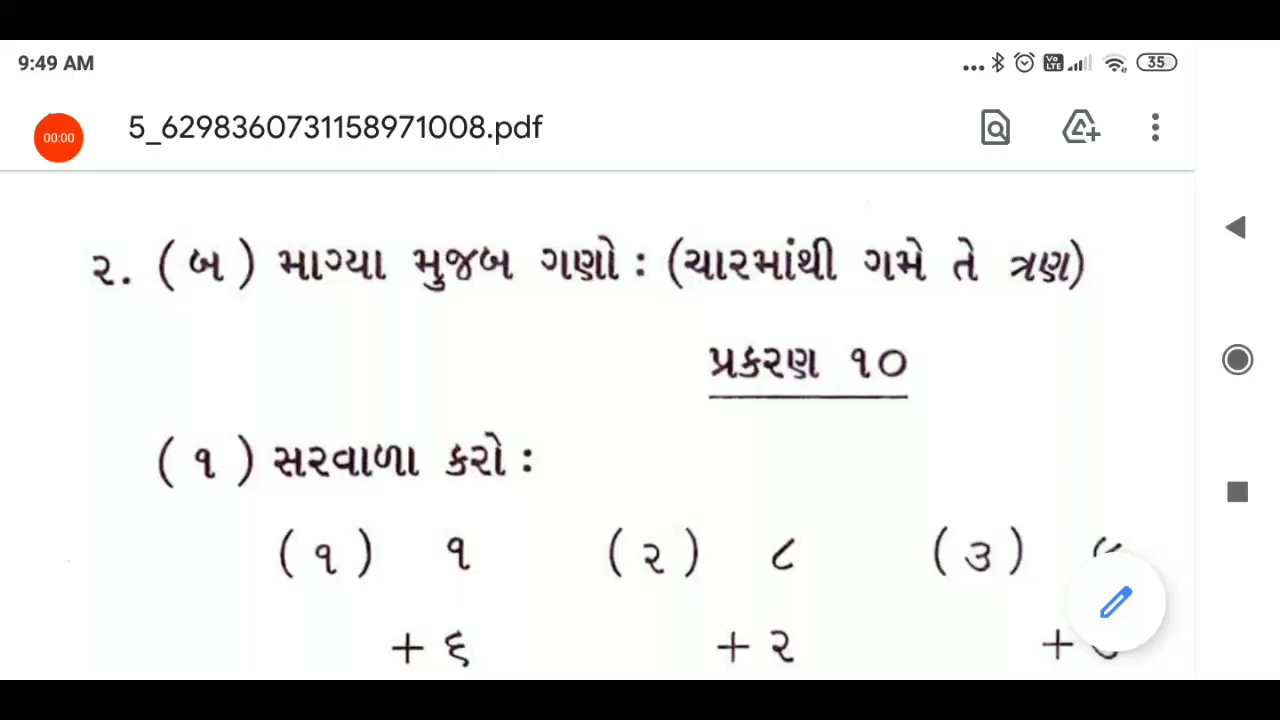 9:49 AM
35
00:00
5_6298360731158971008.pdf
૨. (બ) માગ્યા મુજબ ગણો : (ચારમાંથી ગમે તે ત્રણ)
પ્રકરણ ૧૦
(૧) સરવાળા કરો :
(૧) ૧ (૨) ૮ (૩)
+ ૬ + ૨ +